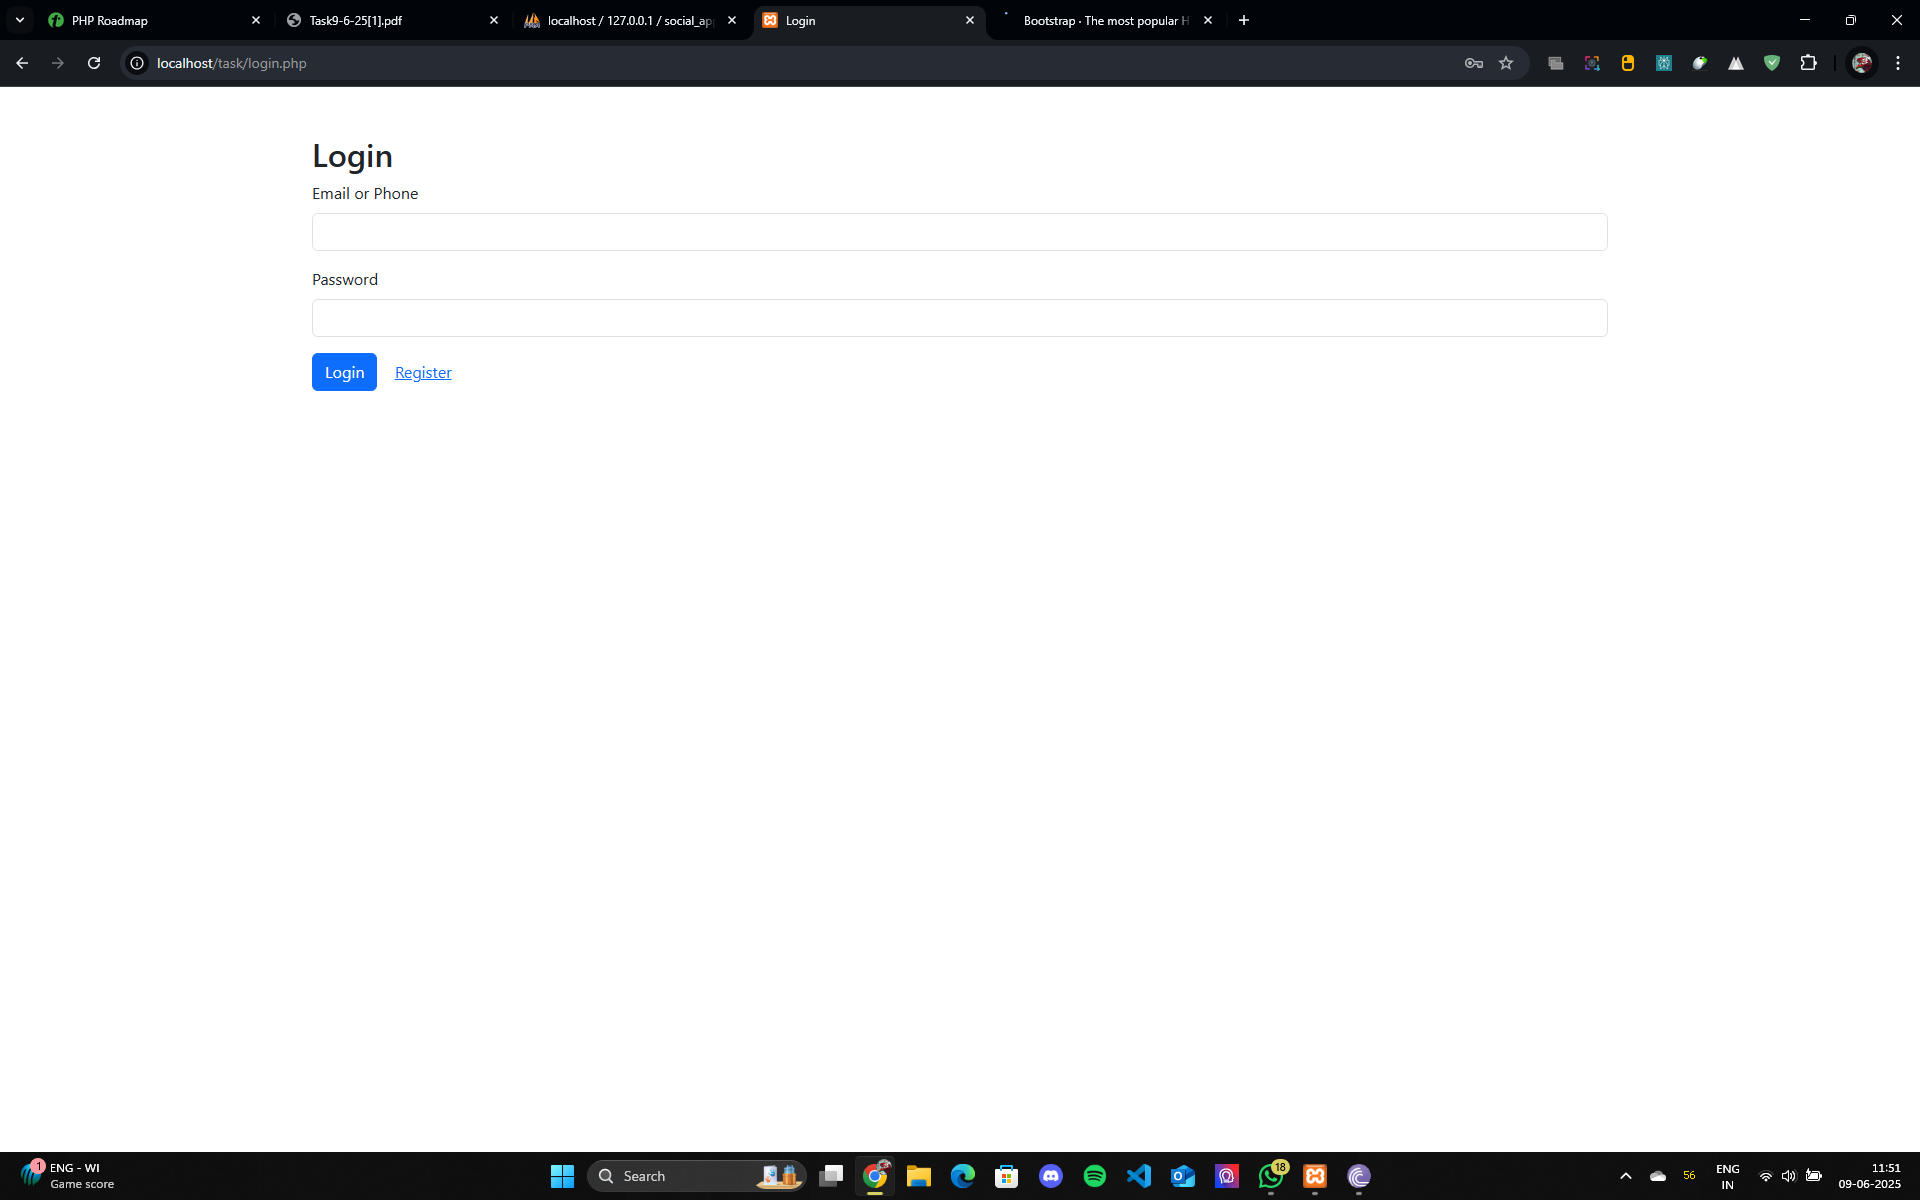 PHP Roadmap
Task9-6-25[1].pdf
localhost / 127.0.0.1 / social_ap
Login
Bootstrap · The most popular H
localhost/task/login.php
Login
Email or Phone
Password
Login
Register
1
ENG - WI
Game score
Search
18
56
ENG
IN
11:51
09-06-2025